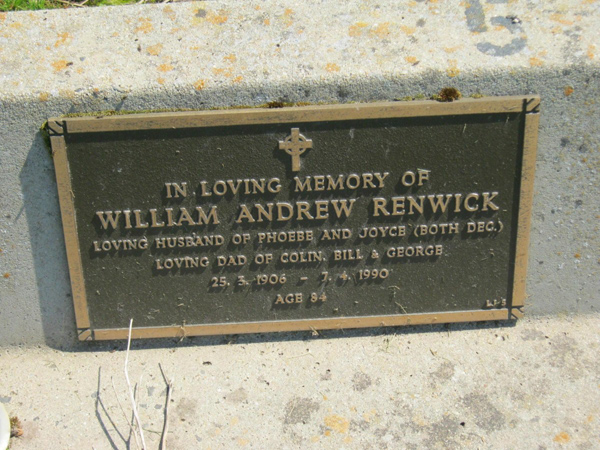 IN LOVING MEMORY OF
WILLIAM ANDREW RENWICK
LOVING HUSBAND OF PHOEBE AND JOYCE (BOTH DEC.)
LOVING DAD OF COLIN, BILL & GEORGE
25. 3. 1906 - 7. 4. 1990
AGE 84